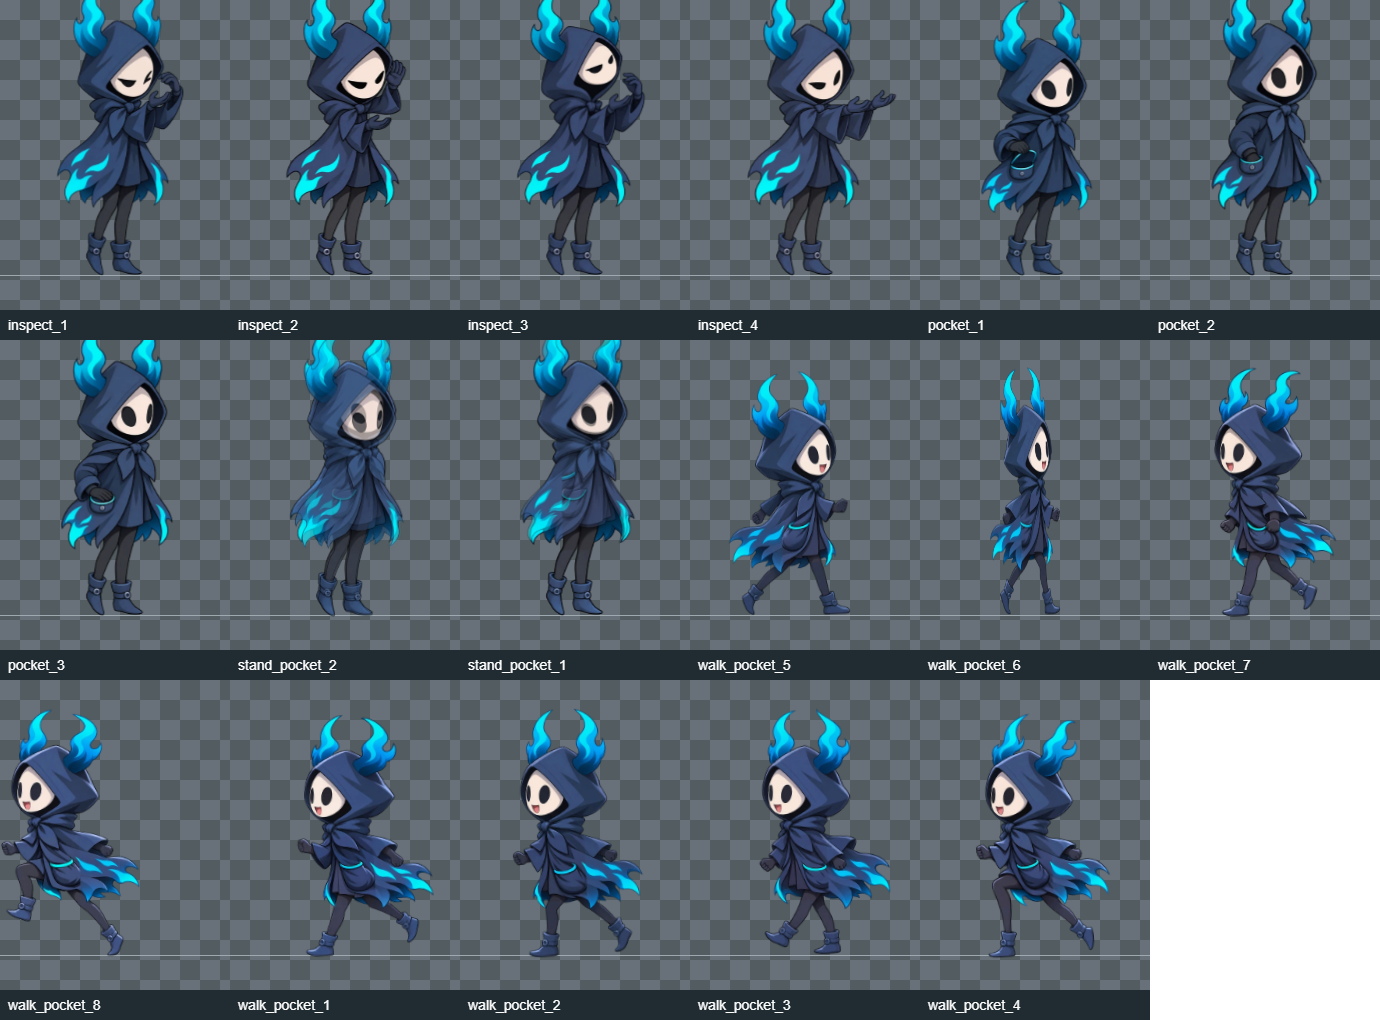 inspect_1
inspect_2
inspect_3
inspect_4
pocket_1
pocket_2
pocket_3
stand_pocket_2
stand_pocket_1
walk_pocket_5
walk_pocket_6
walk_pocket_7
walk_pocket_8
walk_pocket_1
walk_pocket_2
walk_pocket_3
walk_pocket_4